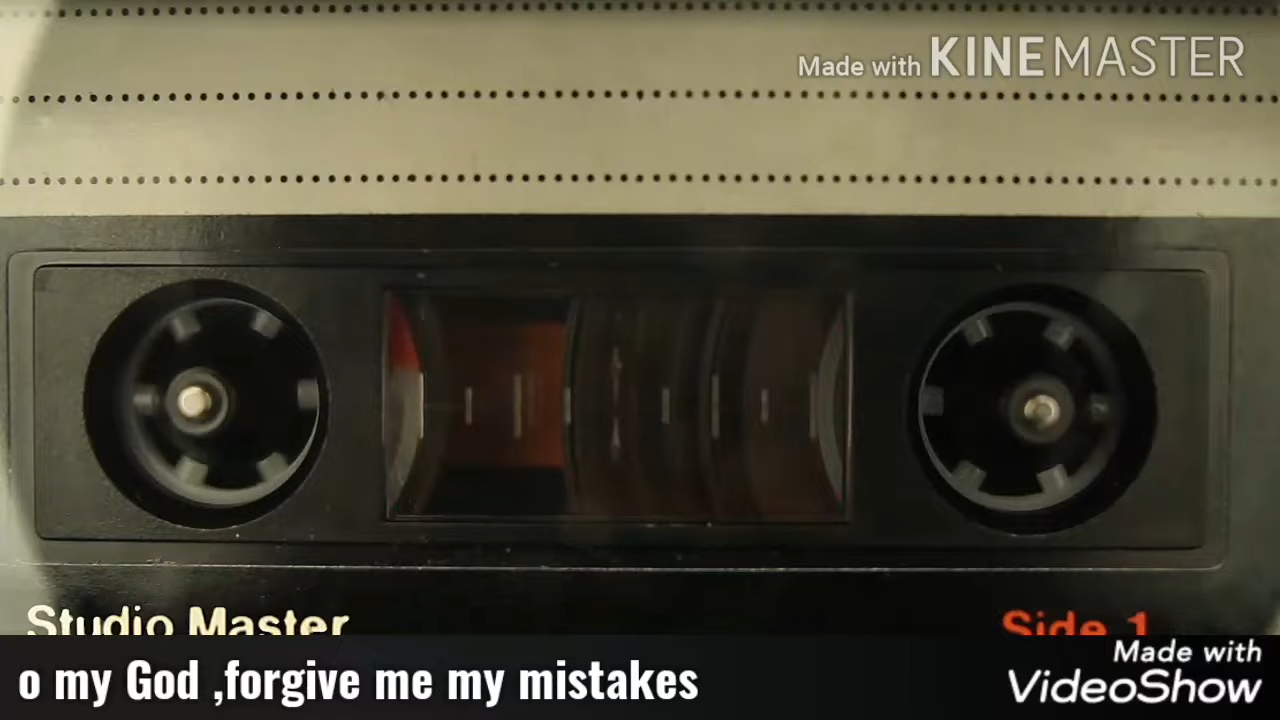 Made with KINEMASTER
Studio Master
Side 1
o my God ,forgive me my mistakes
Made with
VideoShow